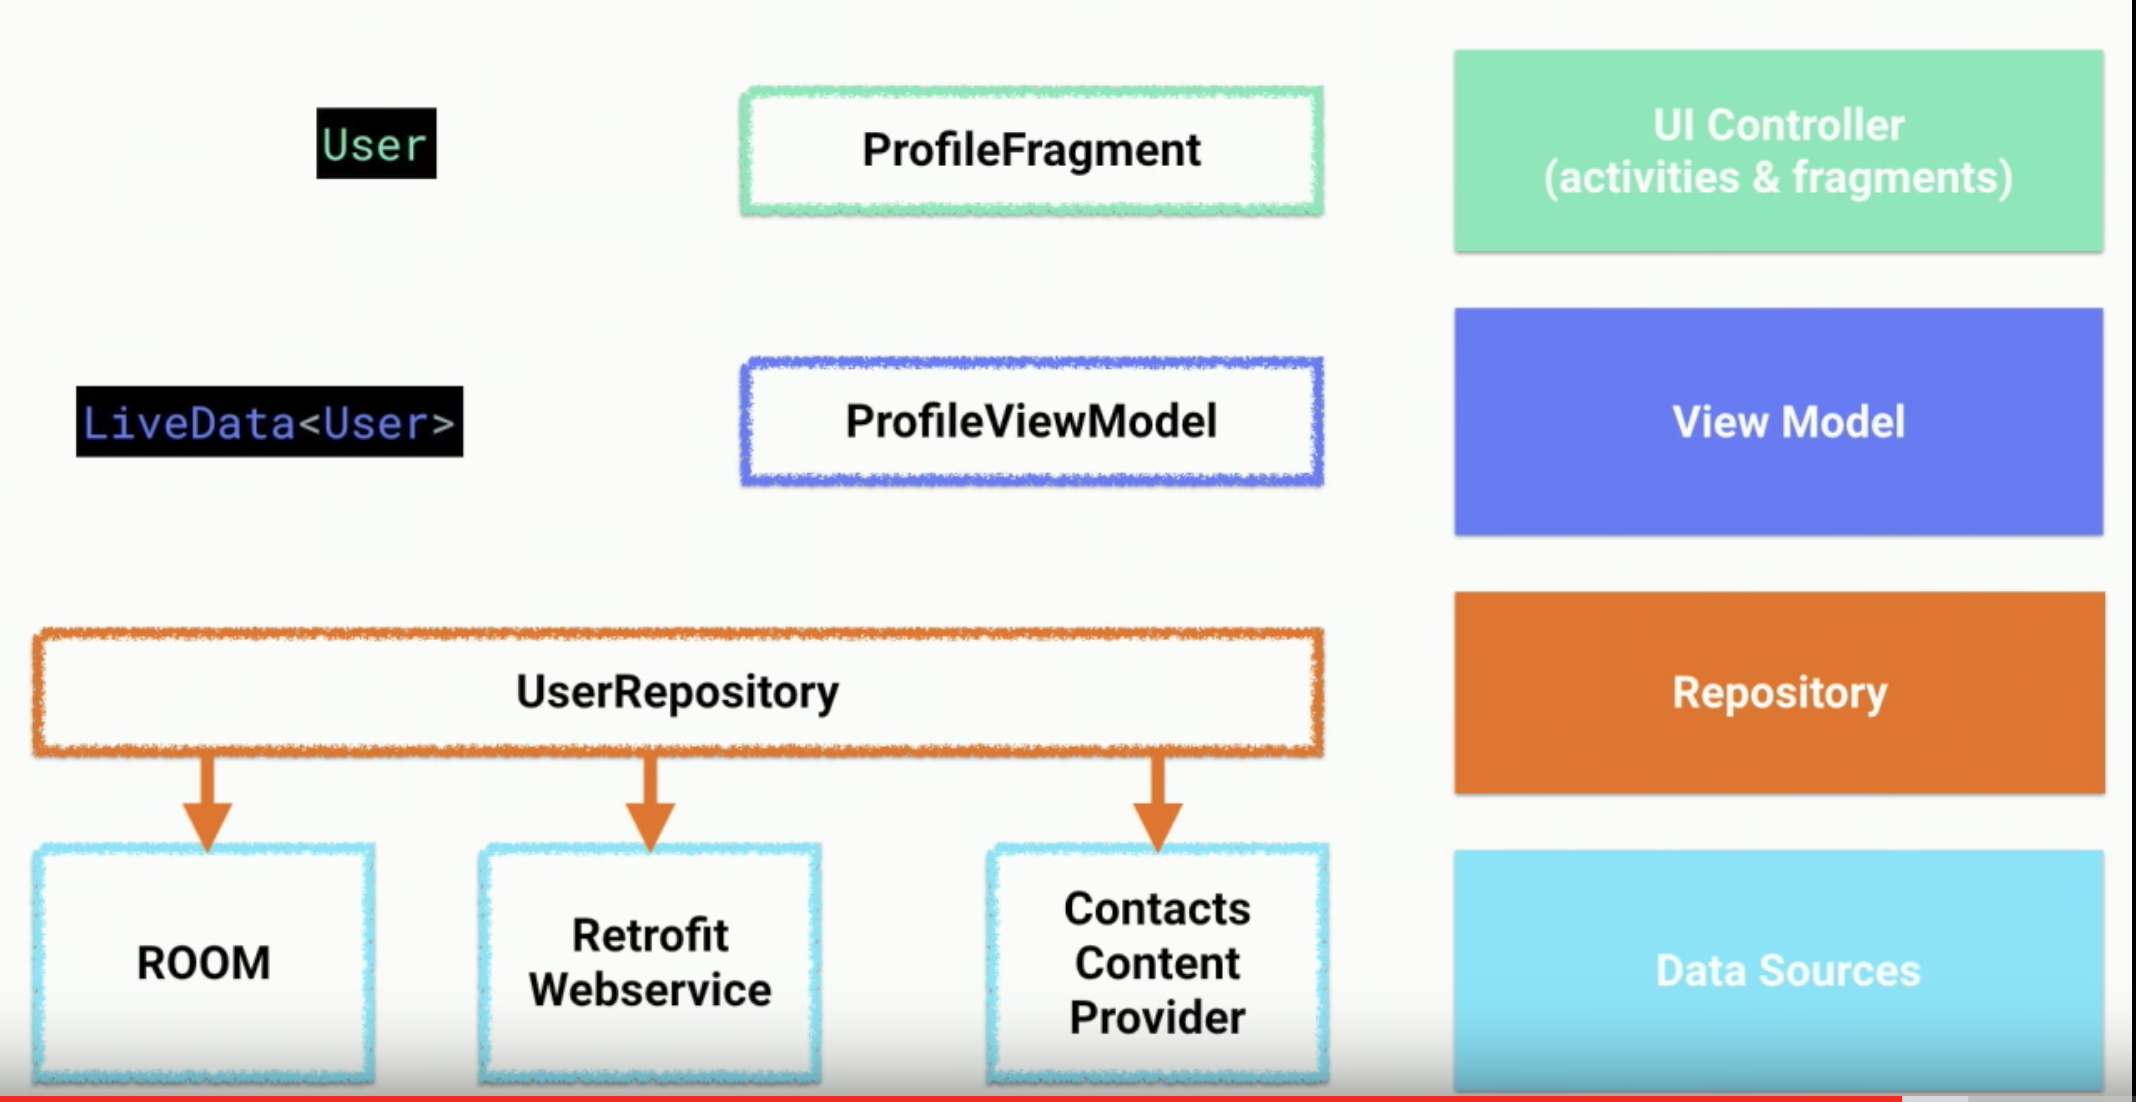 User
ProfileFragment
UI Controller
(activities & fragments)
LiveData<User>
ProfileViewModel
View Model
UserRepository
Repository
ROOM
Retrofit
Webservice
Contacts
Content
Provider
Data Sources